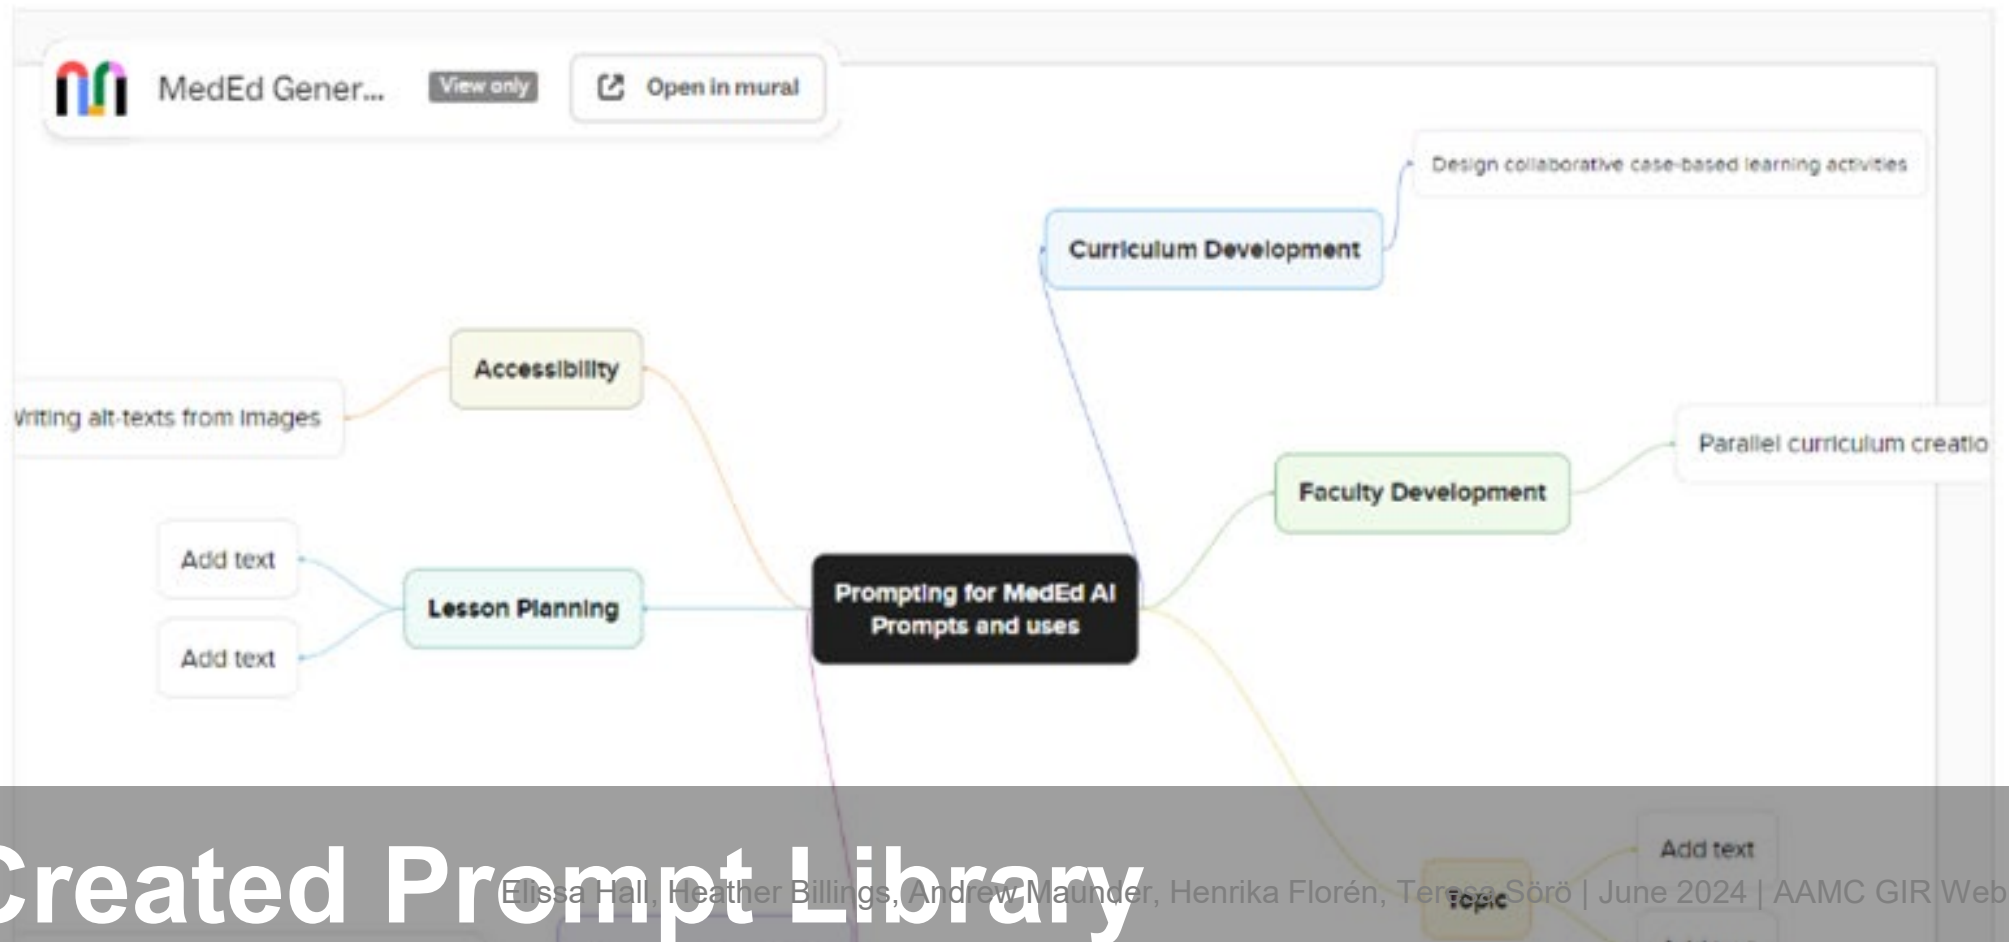 MedEd Gener...
View only
Open in mural
Design collaborative case-based learning activities
Curriculum Development
Accessibility
Writing alt-texts from images
Parallel curriculum creatio
Faculty Development
Add text
Lesson Planning
Add text
Prompting for MedEd AI
Prompts and uses
Add text
Topic
Created Prompt Library
Elissa Hall, Heather Billings, Andrew Maunder, Henrika Florén, Teresa Sörö | June 2024 | AAMC GIR Web